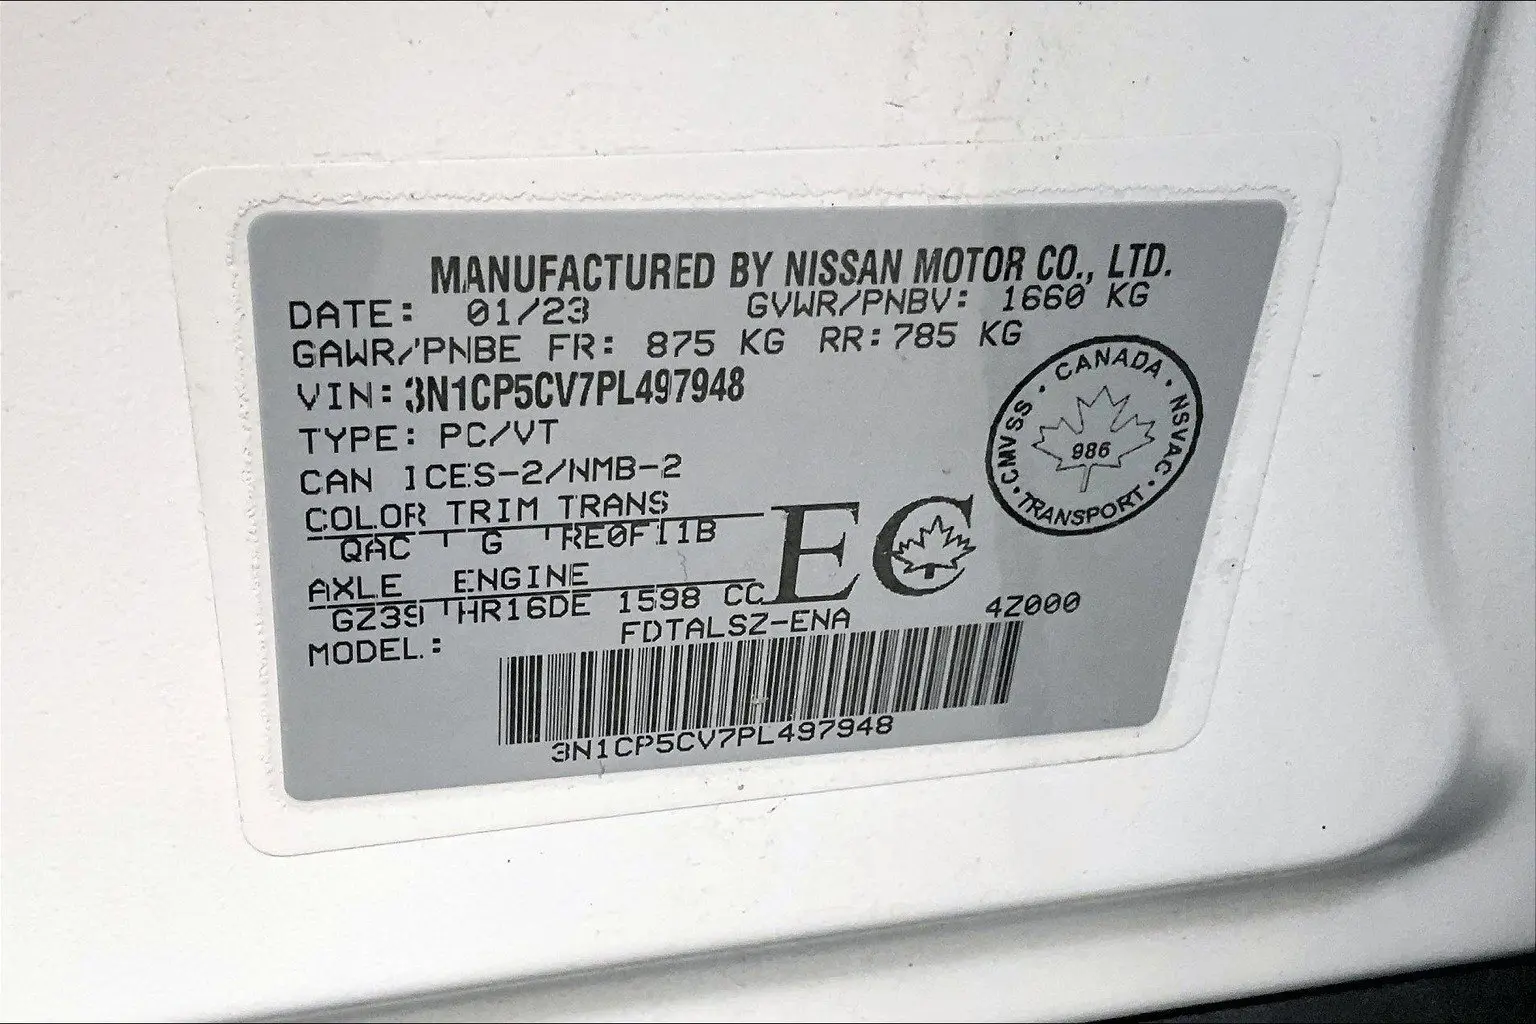 MANUFACTURED BY NISSAN MOTOR CO., LTD.
DATE: 01/23 GVWR/PNBV: 1660 KG
GAWR/PNBE FR: 875 KG RR: 785 KG
VIN: 3N1CP5CV7PL497948
TYPE: PC/VT
CAN ICES-2/NMB-2
COLOR TRIM TRANS
QAC G RE0F11B
AXLE ENGINE
GZ39 HR16DE 1598 CC
MODEL: FDTALSZ-ENA 4Z000
3N1CP5CV7PL497948
EC
· CANADA · NSVAC · TRANSPORT · CMVSS
986